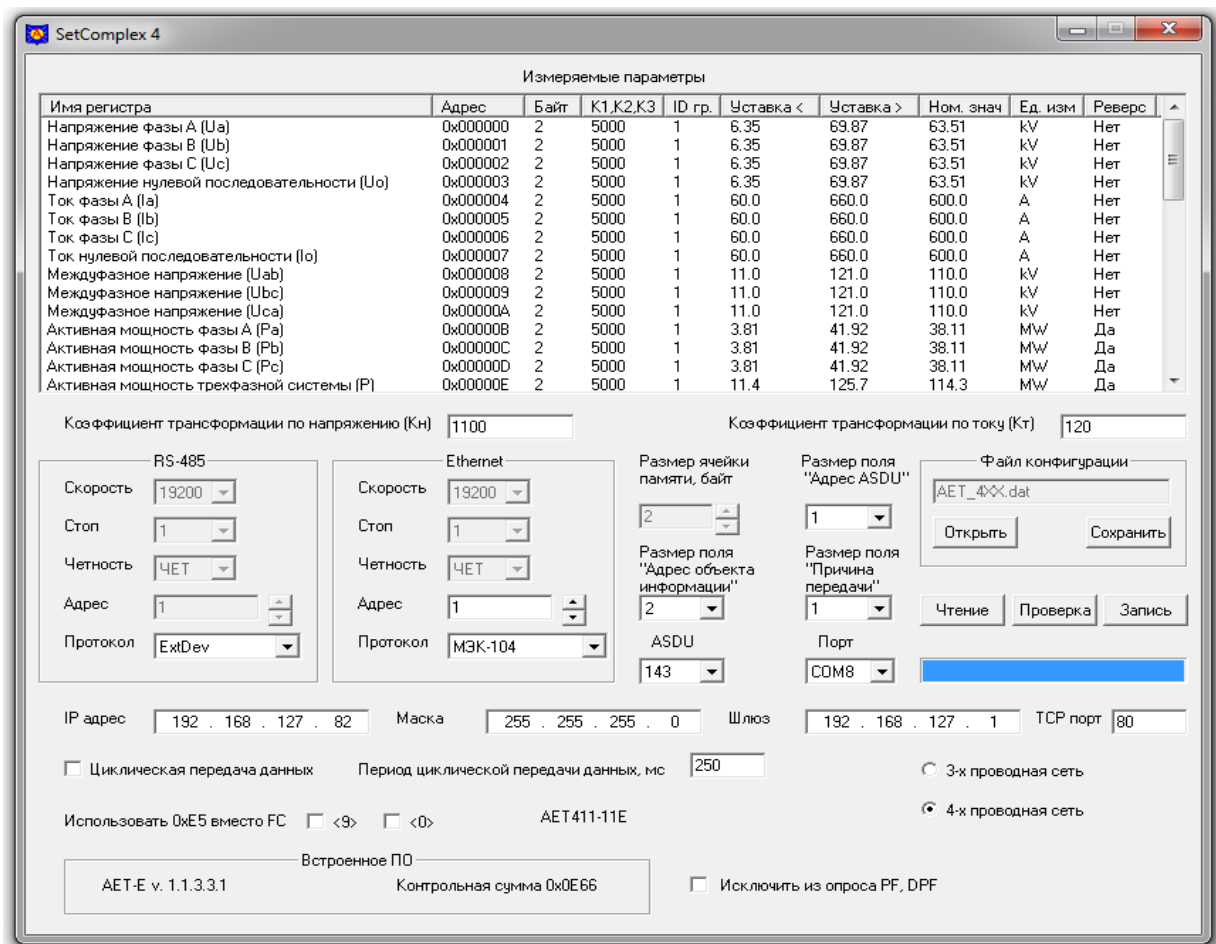 SetComplex 4
Измеряемые параметры
Имя регистра Адрес Байт K1,K2,K3 ID гр. Уставка < Уставка > Ном. знач Ед. изм Реверс
Напряжение фазы A (Ua) 0x000000 2 5000 1 6.35 69.87 63.51 kV Нет
Напряжение фазы B (Ub) 0x000001 2 5000 1 6.35 69.87 63.51 kV Нет
Напряжение фазы C (Uc) 0x000002 2 5000 1 6.35 69.87 63.51 kV Нет
Напряжение нулевой последовательности (Uo) 0x000003 2 5000 1 6.35 69.87 63.51 kV Нет
Ток фазы A (Ia) 0x000004 2 5000 1 60.0 660.0 600.0 A Нет
Ток фазы B (Ib) 0x000005 2 5000 1 60.0 660.0 600.0 A Нет
Ток фазы C (Ic) 0x000006 2 5000 1 60.0 660.0 600.0 A Нет
Ток нулевой последовательности (Io) 0x000007 2 5000 1 60.0 660.0 600.0 A Нет
Междуфазное напряжение (Uab) 0x000008 2 5000 1 11.0 121.0 110.0 kV Нет
Междуфазное напряжение (Ubc) 0x000009 2 5000 1 11.0 121.0 110.0 kV Нет
Междуфазное напряжение (Uca) 0x00000A 2 5000 1 11.0 121.0 110.0 kV Нет
Активная мощность фазы A (Pa) 0x00000B 2 5000 1 3.81 41.92 38.11 MW Да
Активная мощность фазы B (Pb) 0x00000C 2 5000 1 3.81 41.92 38.11 MW Да
Активная мощность фазы C (Pc) 0x00000D 2 5000 1 3.81 41.92 38.11 MW Да
Активная мощность трехфазной системы (P) 0x00000E 2 5000 1 11.4 125.7 114.3 MW Да
Коэффициент трансформации по напряжению (Кн) 1100 Коэффициент трансформации по току (Кт) 120
RS-485
Скорость 19200
Стоп 1
Четность ЧЕТ
Адрес 1
Протокол ExtDev
Ethernet
Скорость 19200
Стоп 1
Четность ЧЕТ
Адрес 1
Протокол МЭК-104
Размер ячейки
памяти, байт
2
Размер поля
"Адрес объекта
информации"
2
ASDU
143
Размер поля
"Адрес ASDU"
1
Размер поля
"Причина
передачи"
1
Порт
COM8
Файл конфигурации
AET_4XX.dat
Открыть Сохранить
Чтение Проверка Запись
IP адрес 192 . 168 . 127 . 82 Маска 255 . 255 . 255 . 0 Шлюз 192 . 168 . 127 . 1 TCP порт 80
Циклическая передача данных Период циклической передачи данных, мс 250 3-х проводная сеть
Использовать 0xE5 вместо FC <9> <0> AET411-11E 4-х проводная сеть
Встроенное ПО
AET-E v. 1.1.3.3.1 Контрольная сумма 0x0E66 Исключить из опроса PF, DPF